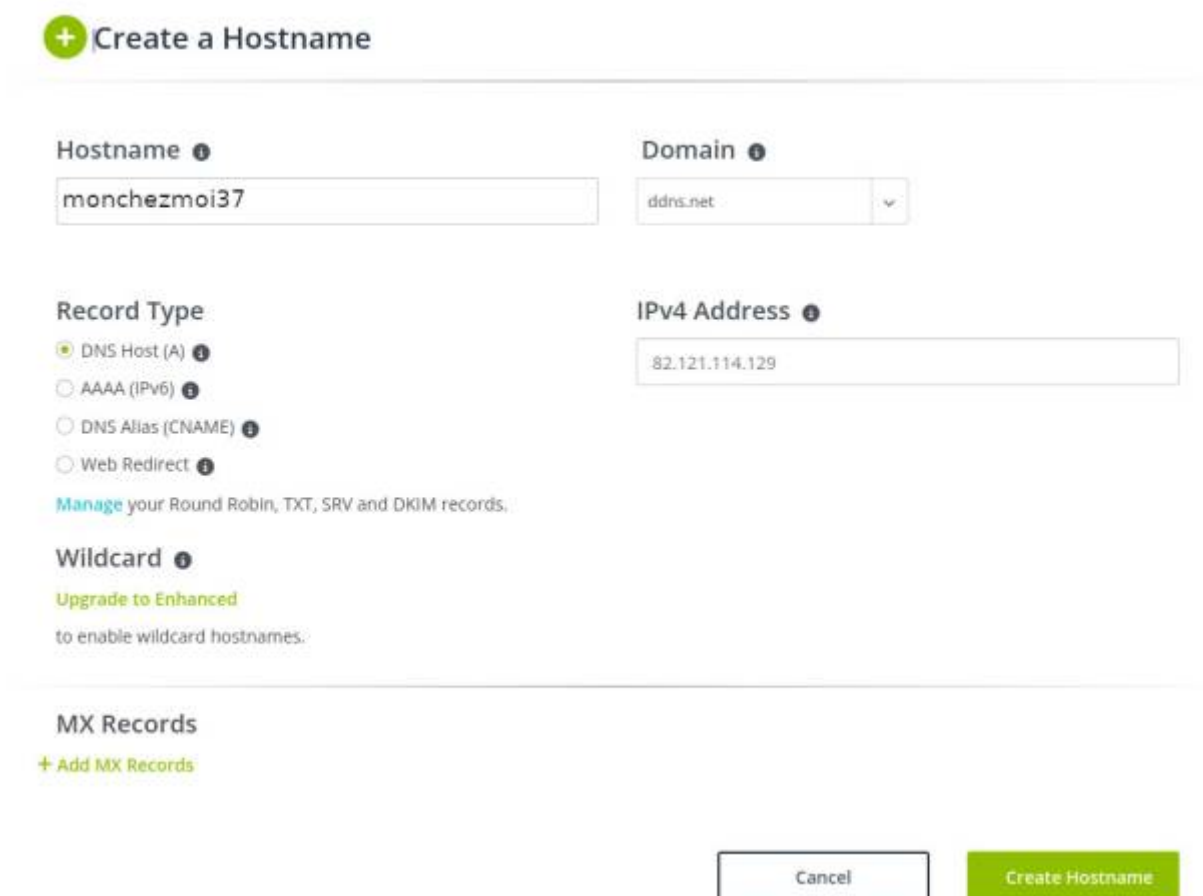 Create a Hostname
Hostname
Domain
monchezmoi37
ddns.net
Record Type
IPv4 Address
DNS Host (A)
82.121.114.129
AAAA (IPv6)
DNS Alias (CNAME)
Web Redirect
Manage your Round Robin, TXT, SRV and DKIM records.
Wildcard
Upgrade to Enhanced
to enable wildcard hostnames.
MX Records
+ Add MX Records
Cancel
Create Hostname